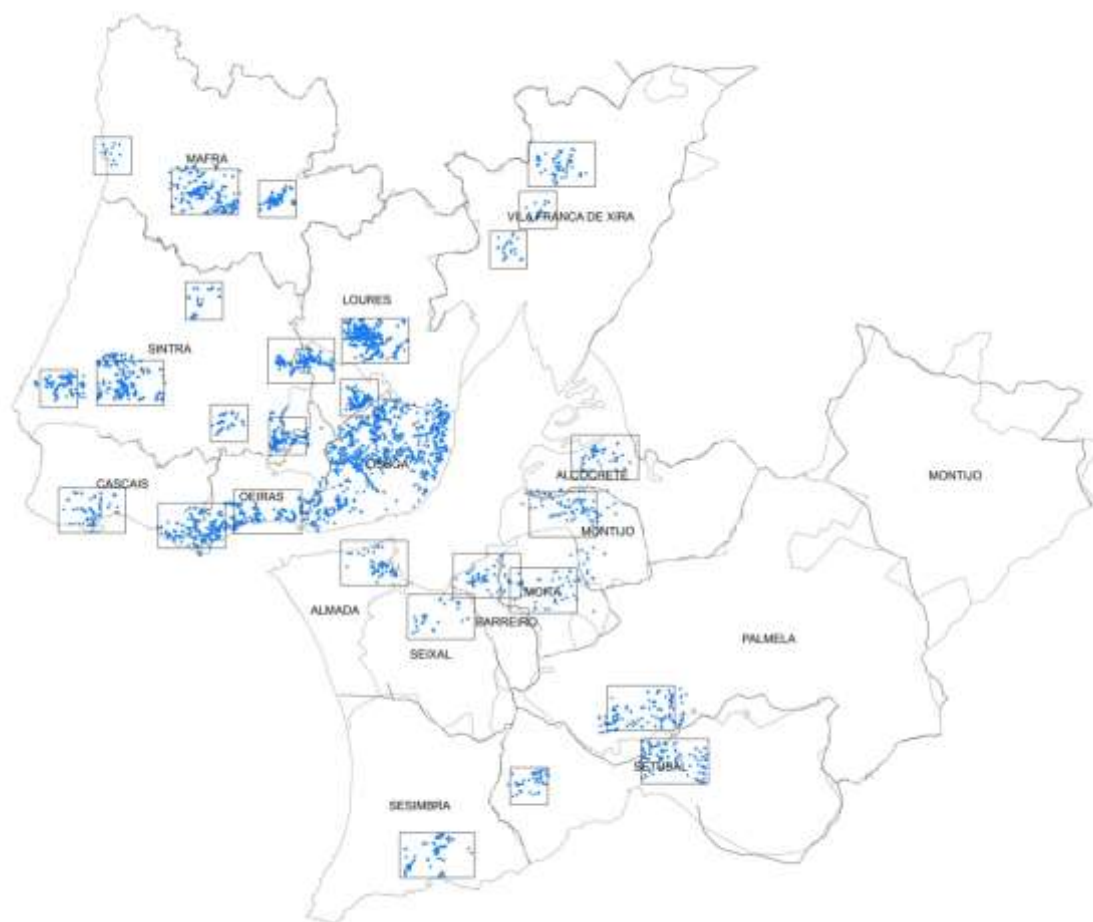 MAFRA
VILA FRANCA DE XIRA
LOURES
SINTRA
LISBOA
CASCAIS
OEIRAS
ALCOCHETE
MONTIJO
MONTIJO
MOITA
ALMADA
BARREIRO
SEIXAL
PALMELA
SETUBAL
SESIMBRA